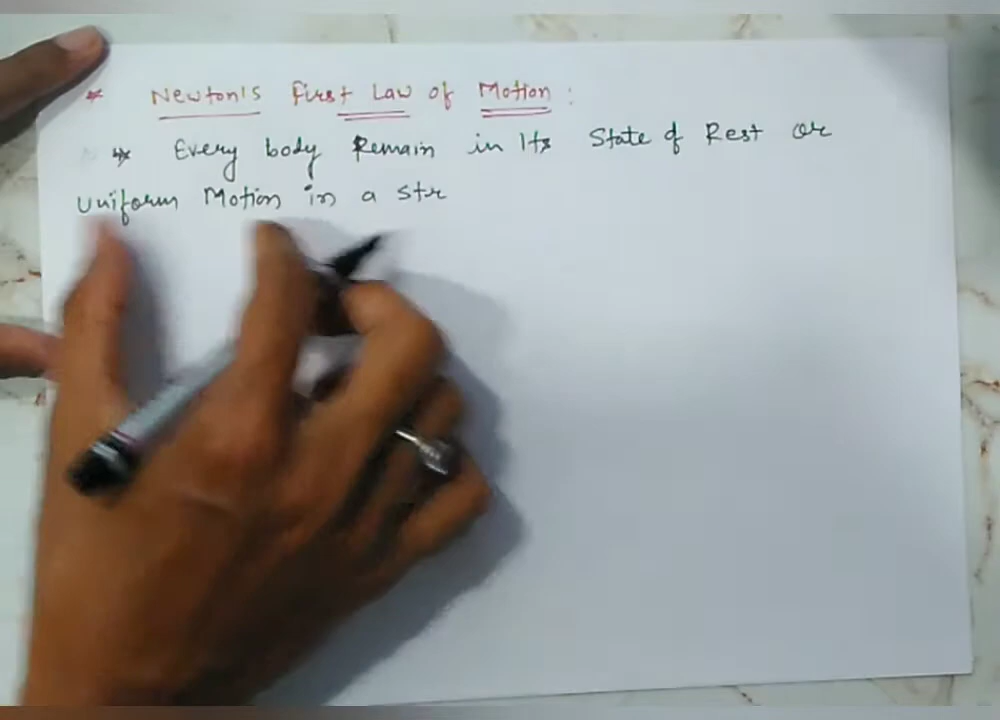 * Newton's First Law of Motion :
* Every body Remain in Its State of Rest or
Uniform Motion in a str